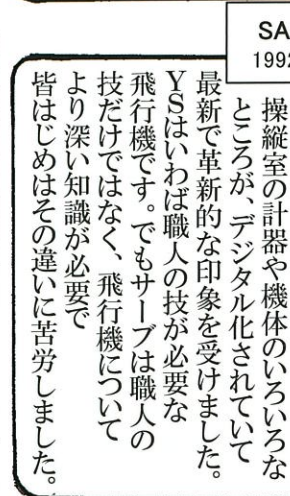 SA
1992
操縦室の計器や機体のいろいろな
ところが、デジタル化されていて
最新で革新的な印象を受けました。
YSはいわば職人の技が必要な
飛行機です。でもサーブは職人の
技だけではなく、飛行機について
より深い知識が必要で
皆はじめはその違いに苦労しました。